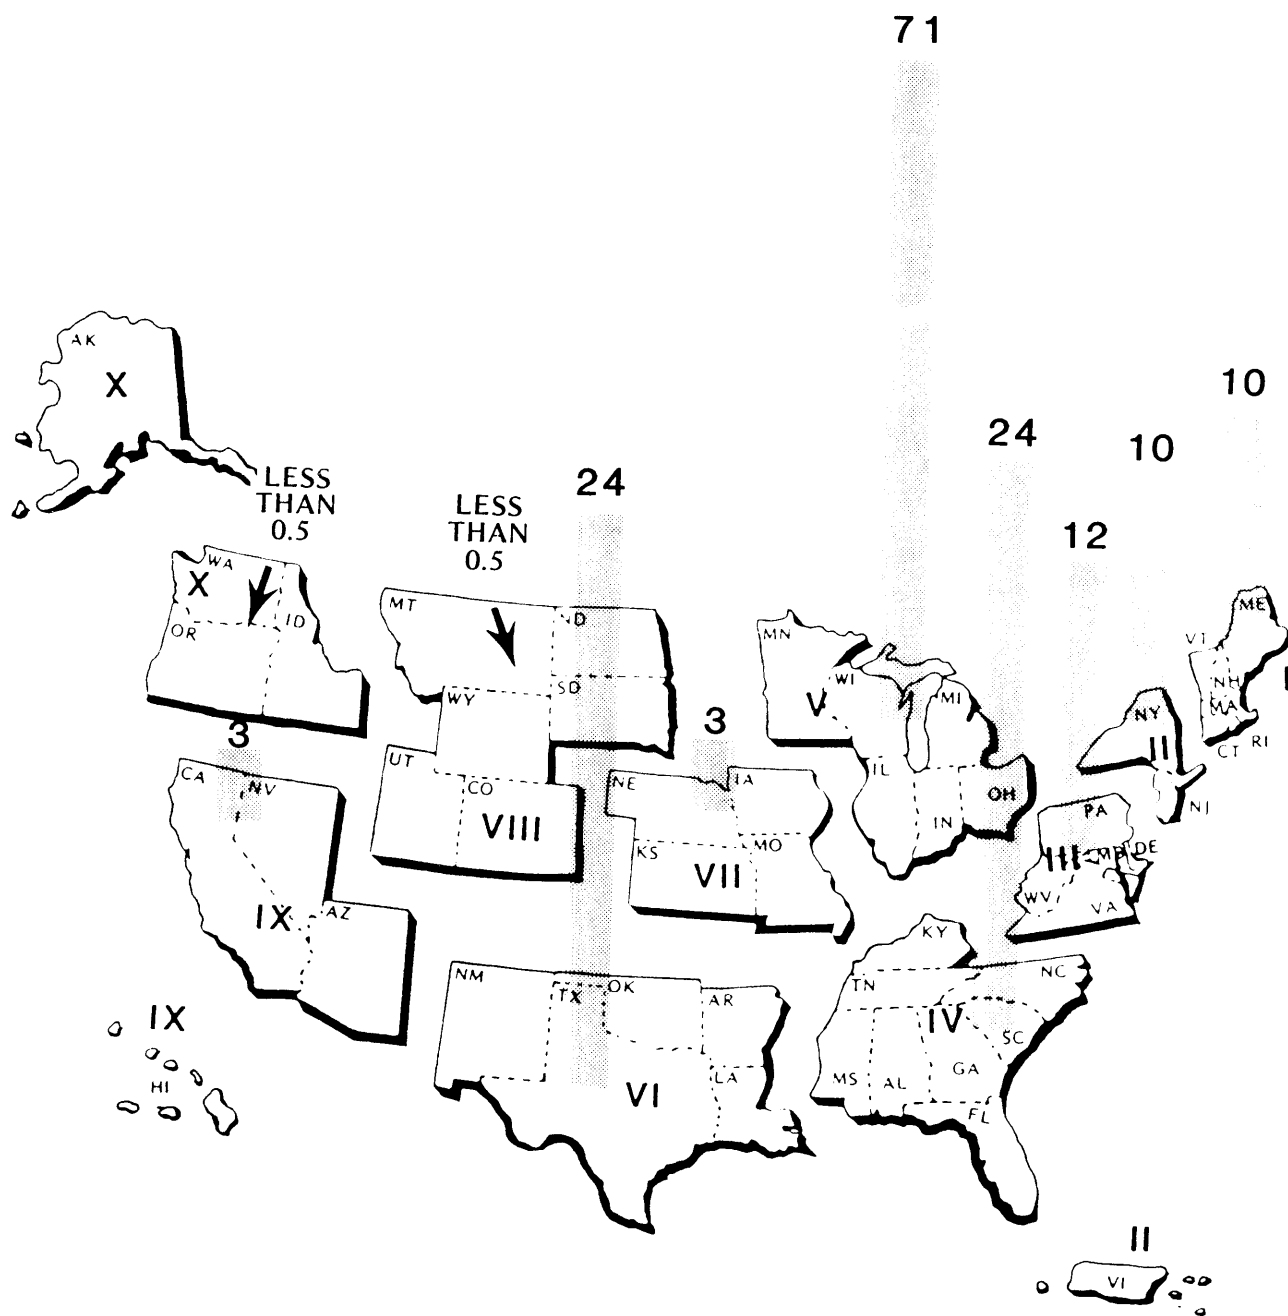 71
10
24
10
12
24
LESS
THAN
0.5
LESS
THAN
0.5
AK
X
WA
X
ID
OR
MT
ND
SD
WY
3
UT
CO
VIII
3
NE
IA
KS
MO
VII
MN
WI
MI
V
IL
IN
OH
ME
VT
NH
MA
CT
RI
NY
II
NJ
PA
III
DE
WV
VA
CA
NV
IX
AZ
IX
HI
NM
TX
OK
AR
VI
LA
KY
TN
NC
IV
SC
MS
AL
GA
FL
II
VI